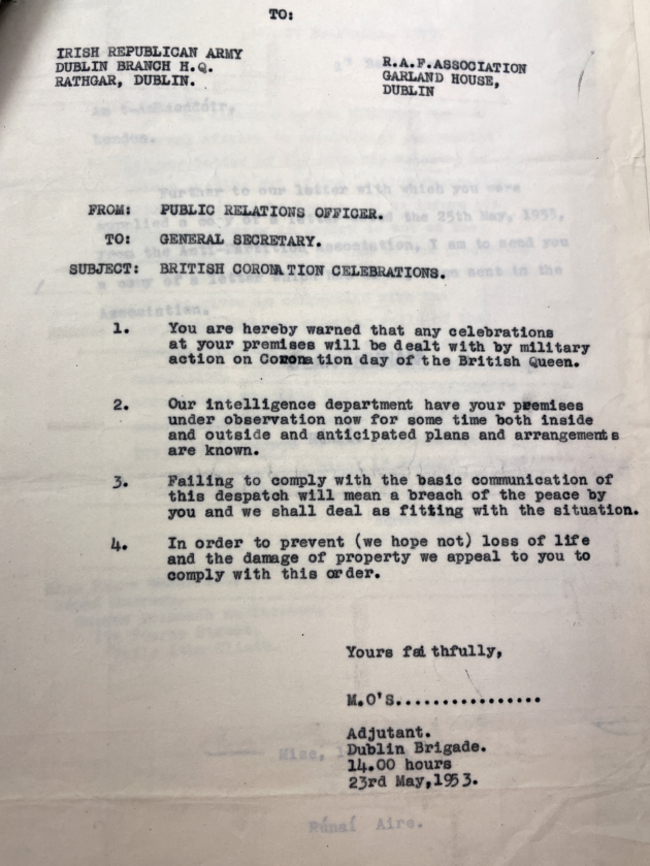 TO:
IRISH REPUBLICAN ARMY
DUBLIN BRANCH H.Q.
RATHGAR, DUBLIN.
R.A.F.ASSOCIATION
GARLAND HOUSE,
DUBLIN
FROM: PUBLIC RELATIONS OFFICER.
TO: GENERAL SECRETARY.
SUBJECT: BRITISH CORONATION CELEBRATIONS.
1. You are hereby warned that any celebrations
at your premises will be dealt with by military
action on Coronation day of the British Queen.
2. Our intelligence department have your premises
under observation now for some time both inside
and outside and anticipated plans and arrangements
are known.
3. Failing to comply with the basic communication of
this despatch will mean a breach of the peace by
you and we shall deal as fitting with the situation.
4. In order to prevent (we hope not) loss of life
and the damage of property we appeal to you to
comply with this order.
Yours faithfully,
M.O'S................
Adjutant.
Dublin Brigade.
14.00 hours
23rd May,1953.
Rúnaí Aire.